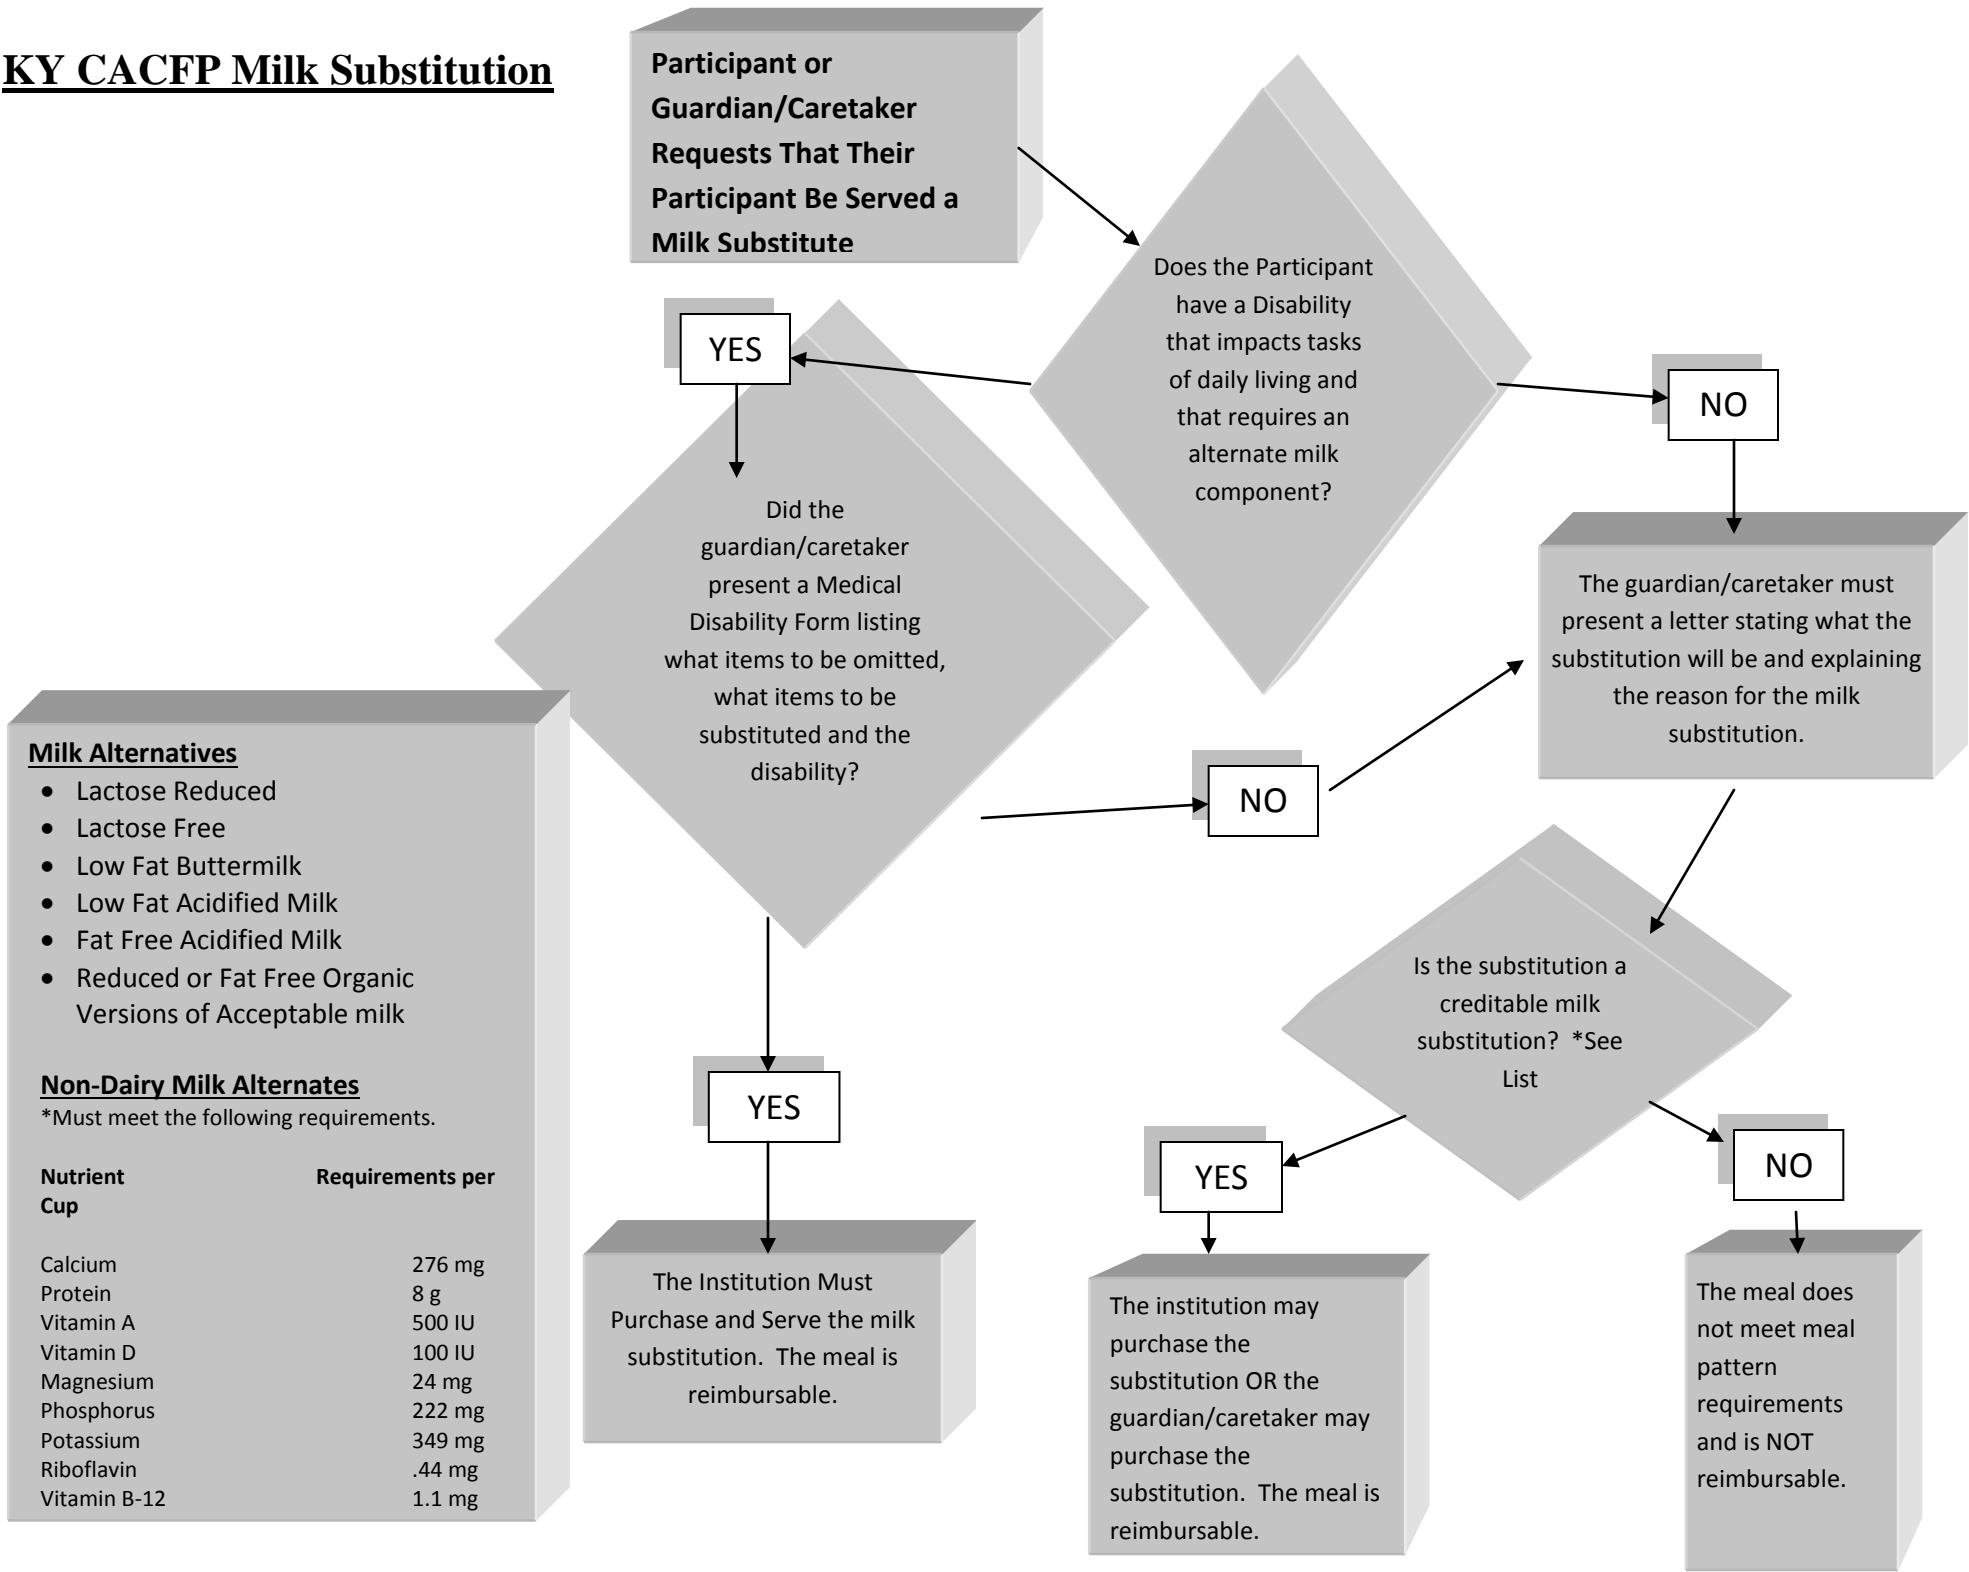 KY CACFP Milk Substitution
Participant or
Guardian/Caretaker
Requests That Their
Participant Be Served a
Milk Substitute
Does the Participant
have a Disability
that impacts tasks
of daily living and
that requires an
alternate milk
component?
YES
NO
Did the
guardian/caretaker
present a Medical
Disability Form listing
what items to be omitted,
what items to be
substituted and the
disability?
The guardian/caretaker must
present a letter stating what the
substitution will be and explaining
the reason for the milk
substitution.
NO
Is the substitution a
creditable milk
substitution?  *See
List
YES
YES
NO
The Institution Must
Purchase and Serve the milk
substitution.  The meal is
reimbursable.
The institution may
purchase the
substitution OR the
guardian/caretaker may
purchase the
substitution.  The meal is
reimbursable.
The meal does
not meet meal
pattern
requirements
and is NOT
reimbursable.
Milk Alternatives
• Lactose Reduced
• Lactose Free
• Low Fat Buttermilk
• Low Fat Acidified Milk
• Fat Free Acidified Milk
• Reduced or Fat Free Organic
Versions of Acceptable milk
Non-Dairy Milk Alternates
*Must meet the following requirements.
Nutrient Requirements per
Cup
Calcium 276 mg
Protein 8 g
Vitamin A 500 IU
Vitamin D 100 IU
Magnesium 24 mg
Phosphorus 222 mg
Potassium 349 mg
Riboflavin .44 mg
Vitamin B-12 1.1 mg